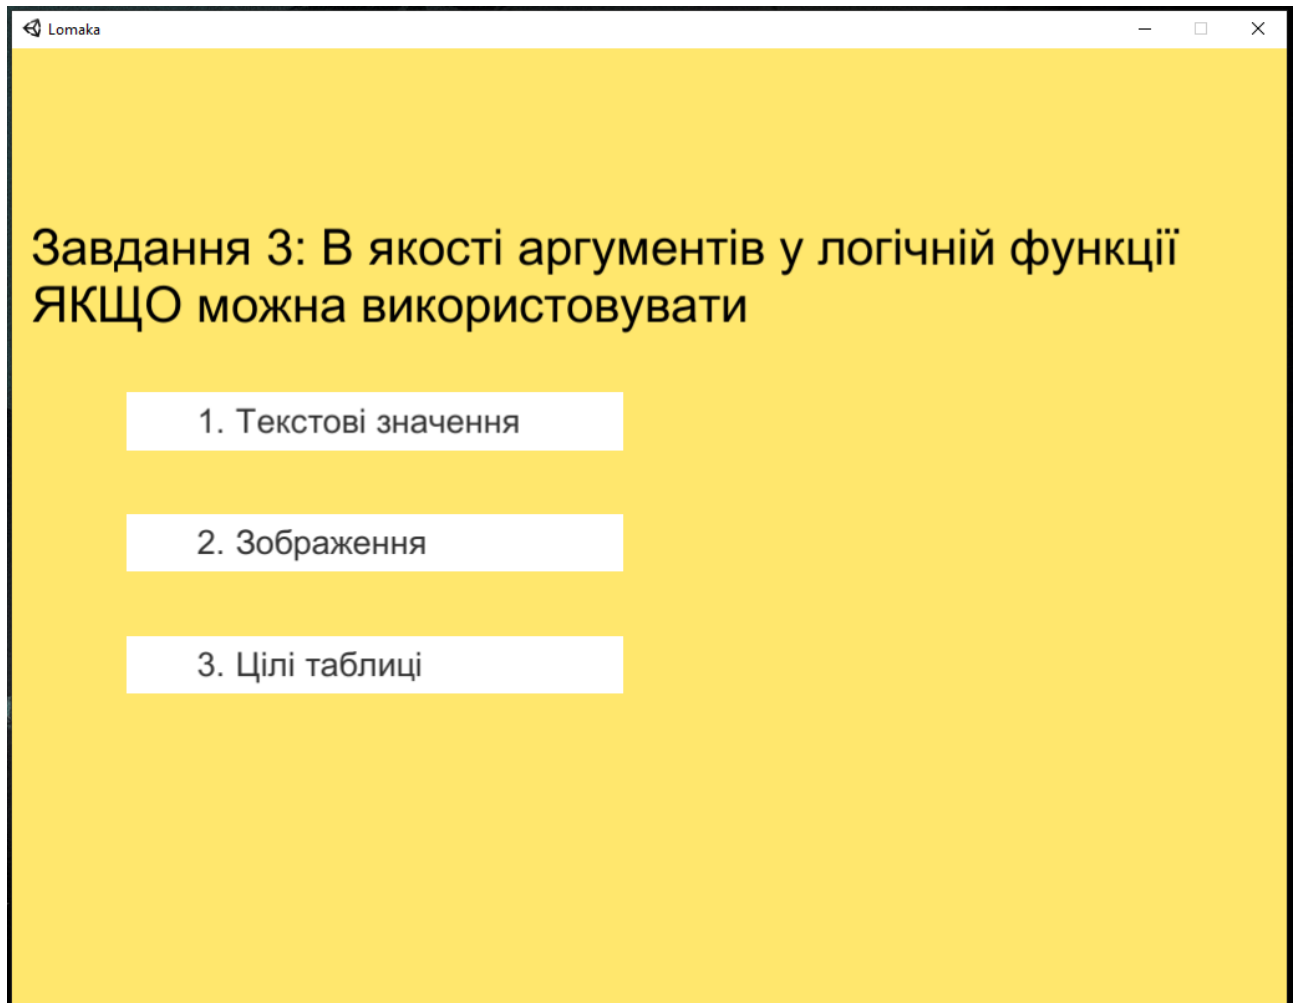 Lomaka
Завдання 3: В якості аргументів у логічній функції
ЯКЩО можна використовувати
1. Текстові значення
2. Зображення
3. Цілі таблиці